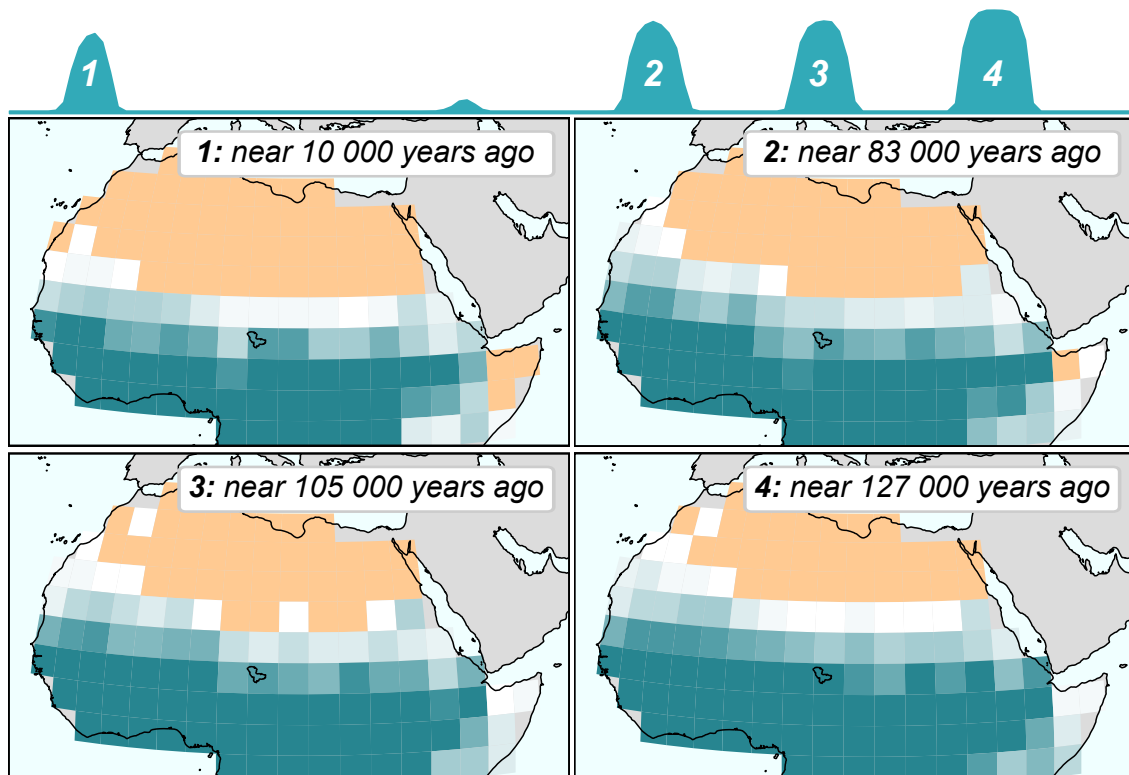 1
2
3
4
1: near 10 000 years ago
2: near 83 000 years ago
3: near 105 000 years ago
4: near 127 000 years ago